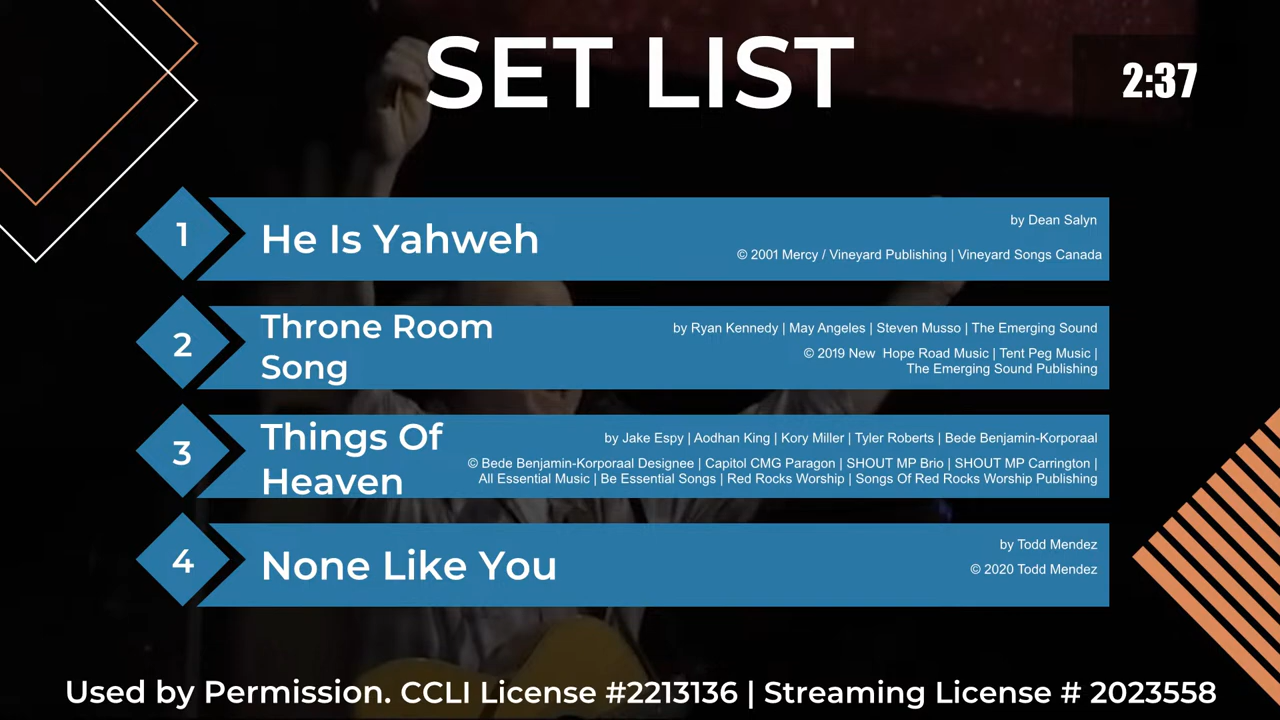 SET LIST
2:37
1
He Is Yahweh
by Dean Salyn
© 2001 Mercy / Vineyard Publishing | Vineyard Songs Canada
2
Throne Room
Song
by Ryan Kennedy | May Angeles | Steven Musso | The Emerging Sound
© 2019 New  Hope Road Music | Tent Peg Music |
The Emerging Sound Publishing
3
Things Of
Heaven
by Jake Espy | Aodhan King | Kory Miller | Tyler Roberts | Bede Benjamin-Korporaal
© Bede Benjamin-Korporaal Designee | Capitol CMG Paragon | SHOUT MP Brio | SHOUT MP Carrington |
All Essential Music | Be Essential Songs | Red Rocks Worship | Songs Of Red Rocks Worship Publishing
4
None Like You
by Todd Mendez
© 2020 Todd Mendez
Used by Permission. CCLI License #2213136 | Streaming License # 2023558